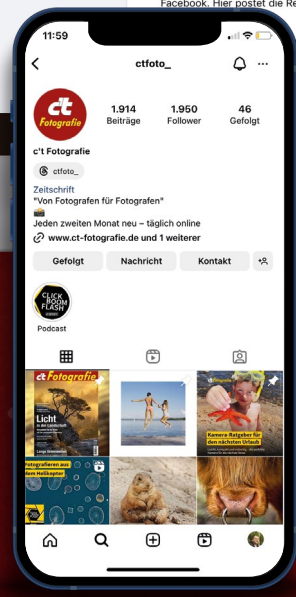 Facebook. Hier postet die Re
11:59
ctfoto_
c't
Fotografie
1.914
Beiträge
1.950
Follower
46
Gefolgt
c't Fotografie
ctfoto_
Zeitschrift
"Von Fotografen für Fotografen"
Jeden zweiten Monat neu – täglich online
www.ct-fotografie.de und 1 weiterer
Gefolgt
Nachricht
Kontakt
CLICK
BOOM
FLASH
Podcast
c't Fotografie
Licht
in der Landschaft
Kamera-Ratgeber für
den nächsten Urlaub
Fotografieren aus
dem Helikopter